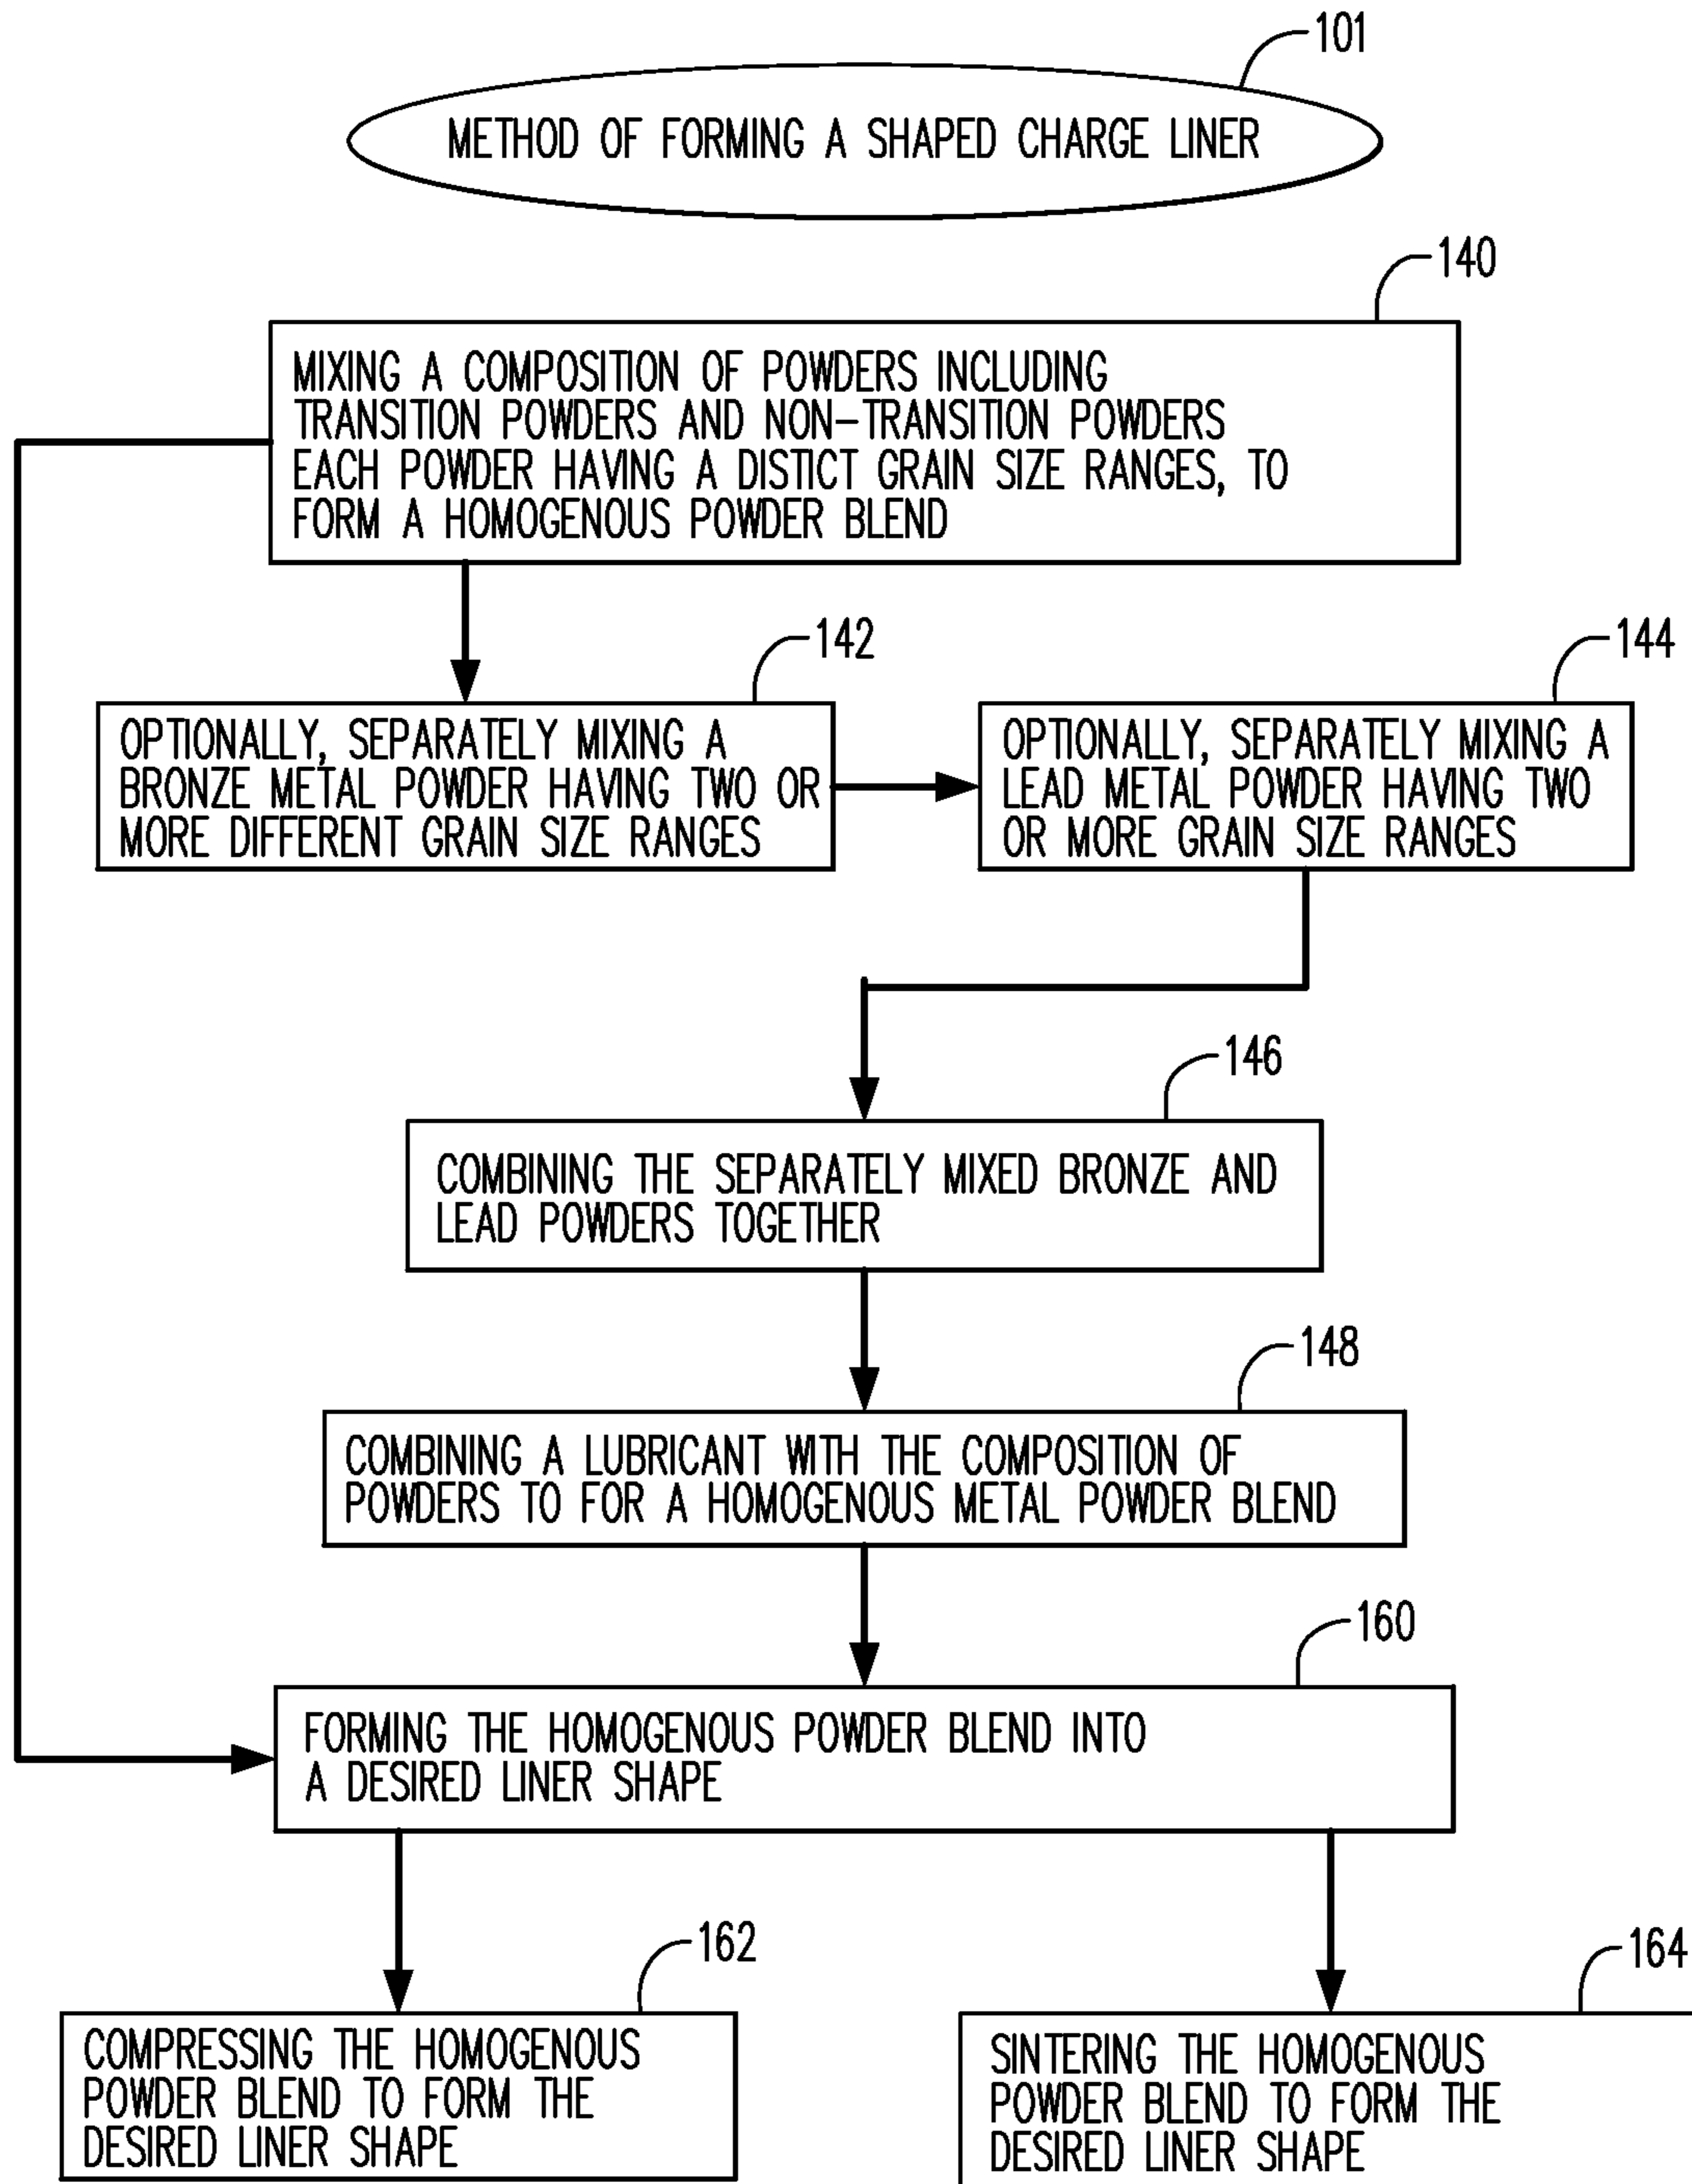 101
METHOD OF FORMING A SHAPED CHARGE LINER
140
MIXING A COMPOSITION OF POWDERS INCLUDING
TRANSITION POWDERS AND NON-TRANSITION POWDERS
EACH POWDER HAVING A DISTICT GRAIN SIZE RANGES, TO
FORM A HOMOGENOUS POWDER BLEND
142
OPTIONALLY, SEPARATELY MIXING A
BRONZE METAL POWDER HAVING TWO OR
MORE DIFFERENT GRAIN SIZE RANGES
144
OPTIONALLY, SEPARATELY MIXING A
LEAD METAL POWDER HAVING TWO
OR MORE GRAIN SIZE RANGES
146
COMBINING THE SEPARATELY MIXED BRONZE AND
LEAD POWDERS TOGETHER
148
COMBINING A LUBRICANT WITH THE COMPOSITION OF
POWDERS TO FOR A HOMOGENOUS METAL POWDER BLEND
160
FORMING THE HOMOGENOUS POWDER BLEND INTO
A DESIRED LINER SHAPE
162
COMPRESSING THE HOMOGENOUS
POWDER BLEND TO FORM THE
DESIRED LINER SHAPE
164
SINTERING THE HOMOGENOUS
POWDER BLEND TO FORM THE
DESIRED LINER SHAPE